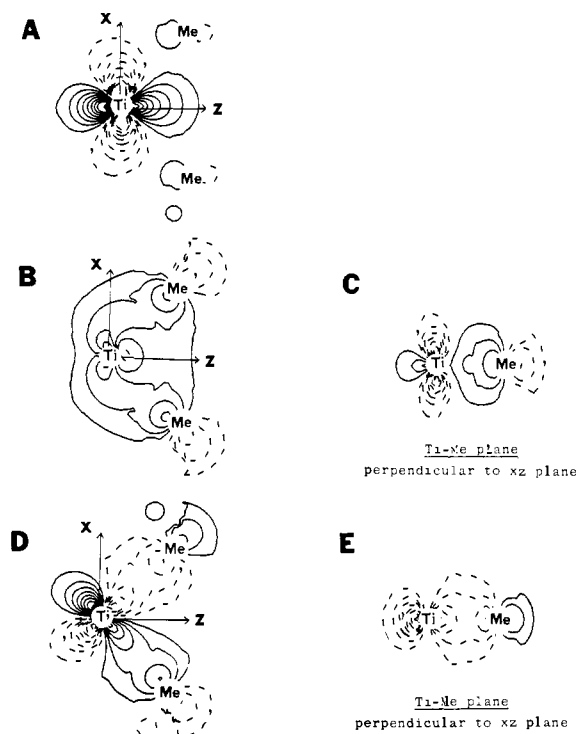 A
X
Me
Ti
Z
Me
B
X
Me
Ti
Z
Me
C
Ti
Me
Ti-Me plane
perpendicular to xz plane
D
X
Me
Ti
Z
Me
E
Ti
Me
Ti-Me plane
perpendicular to xz plane